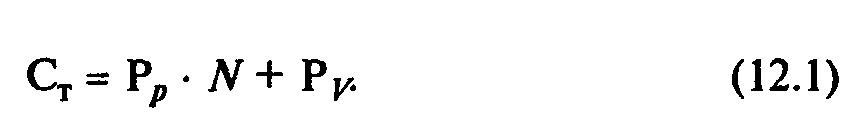 Cт = Pp · N + PV. (12.1)